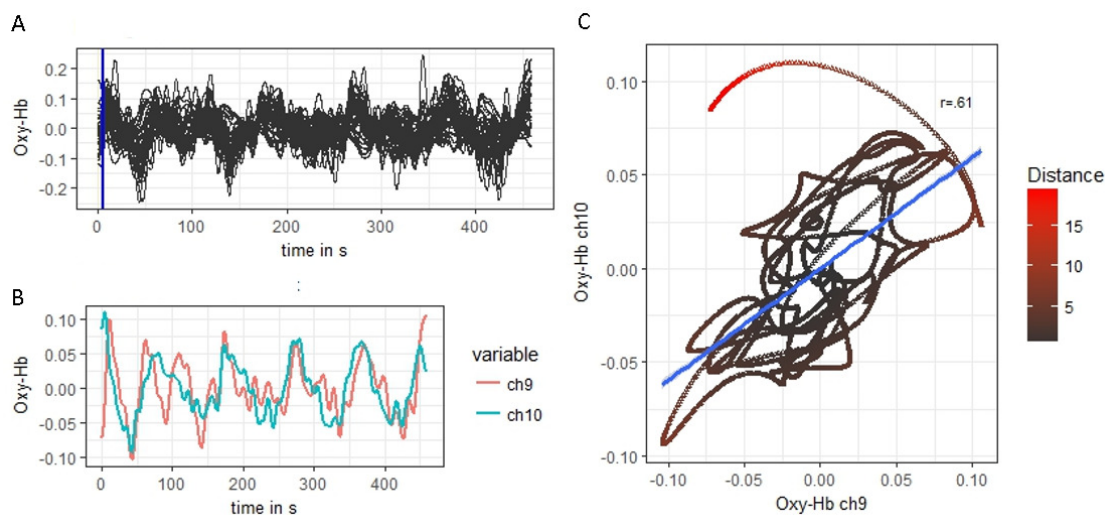 A
Oxy-Hb
0.2
0.1
0.0
-0.1
-0.2
0 100 200 300 400
time in s
:
B
Oxy-Hb
0.10
0.05
0.00
-0.05
-0.10
0 100 200 300 400
time in s
variable
ch9
ch10
C
Oxy-Hb ch10
0.10
0.05
0.00
-0.05
-0.10
r=.61
-0.10 -0.05 0.00 0.05 0.10
Oxy-Hb ch9
Distance
15
10
5